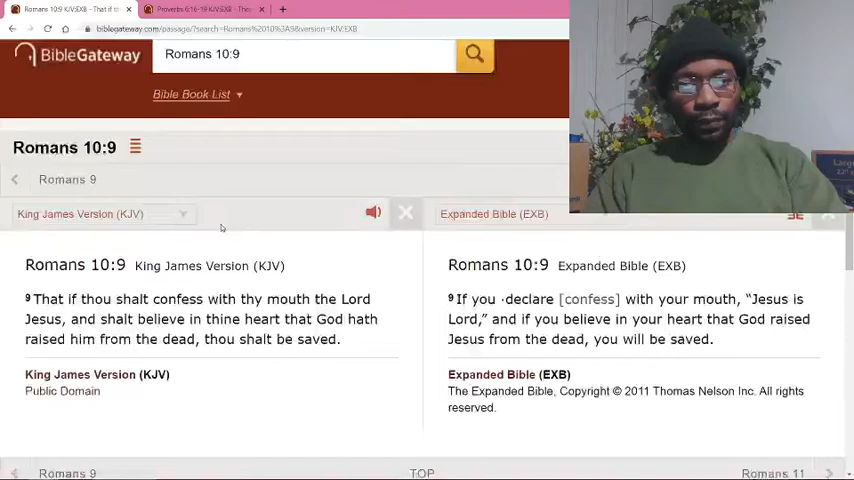 Romans 10:9 KJV;EXB - That if t
Proverbs 6:16-19 KJV;EXB - Thes
biblegateway.com/passage/?search=Romans%2010%3A9&version=KJV;EXB
BibleGateway
Romans 10:9
Bible Book List
Romans 10:9
Romans 9
King James Version (KJV)
Expanded Bible (EXB)
Romans 10:9 King James Version (KJV)
9 That if thou shalt confess with thy mouth the Lord
Jesus, and shalt believe in thine heart that God hath
raised him from the dead, thou shalt be saved.
King James Version (KJV)
Public Domain
Romans 10:9 Expanded Bible (EXB)
9 If you ·declare [confess] with your mouth, “Jesus is
Lord,” and if you believe in your heart that God raised
Jesus from the dead, you will be saved.
Expanded Bible (EXB)
The Expanded Bible, Copyright © 2011 Thomas Nelson Inc. All rights
reserved.
Romans 9
TOP
Romans 11
Large